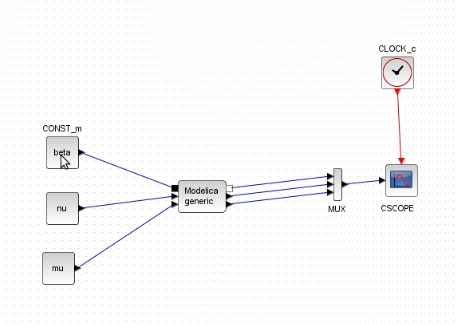 CLOCK_c
CONST_m
beta
nu
mu
Modelica
generic
MUX
CSCOPE